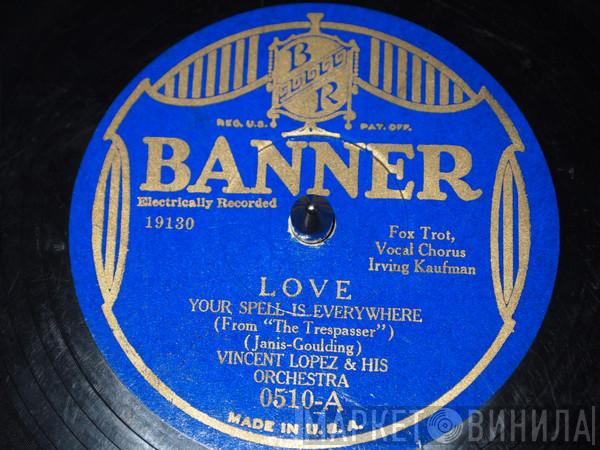 B
R
REG. U.S. PAT. OFF.
BANNER
Electrically Recorded
19130
Fox Trot,
Vocal Chorus
Irving Kaufman
LOVE
YOUR SPELL IS EVERYWHERE
(From "The Trespasser")
(Janis-Goulding)
VINCENT LOPEZ & HIS
ORCHESTRA
0510-A
MADE IN U.S.A.
МАРКЕТ ВИНИЛА